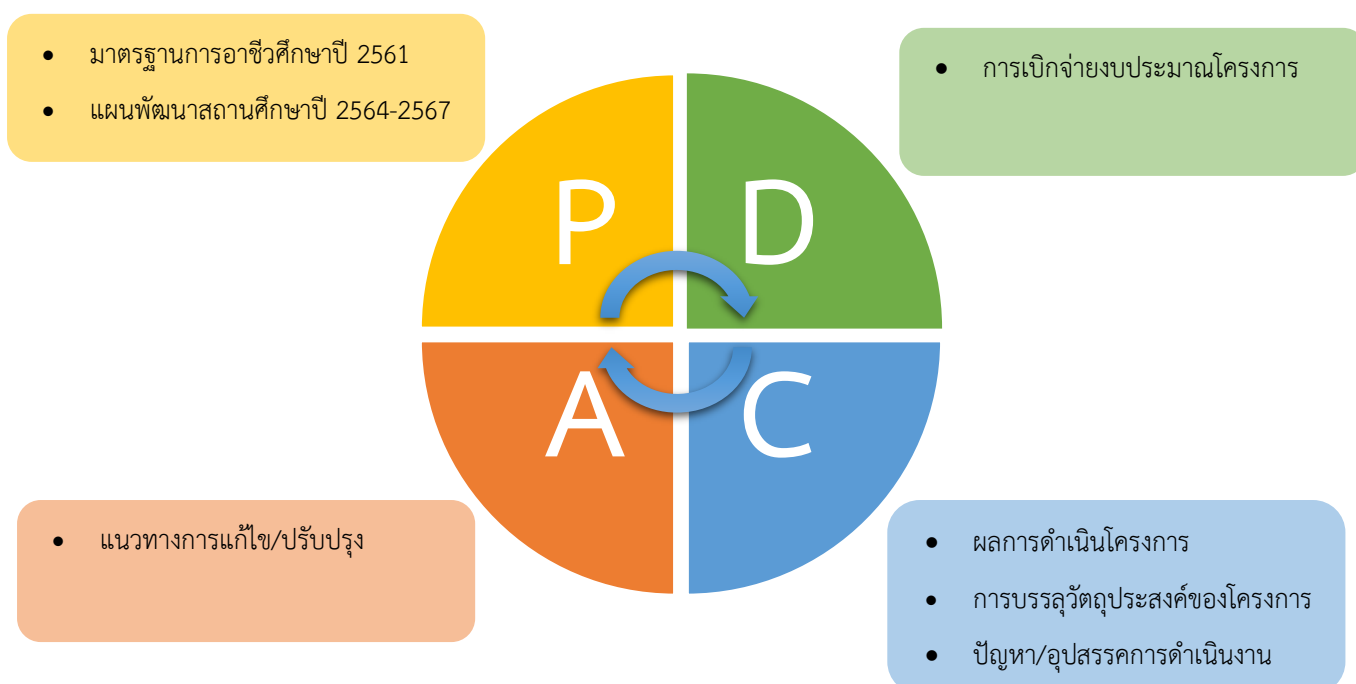 • มาตรฐานการอาชีวศึกษาปี 2561
• แผนพัฒนาสถานศึกษาปี 2564-2567
• การเบิกจ่ายงบประมาณโครงการ
P
D
A
C
• แนวทางการแก้ไข/ปรับปรุง
• ผลการดำเนินโครงการ
• การบรรลุวัตถุประสงค์ของโครงการ
• ปัญหา/อุปสรรคการดำเนินงาน